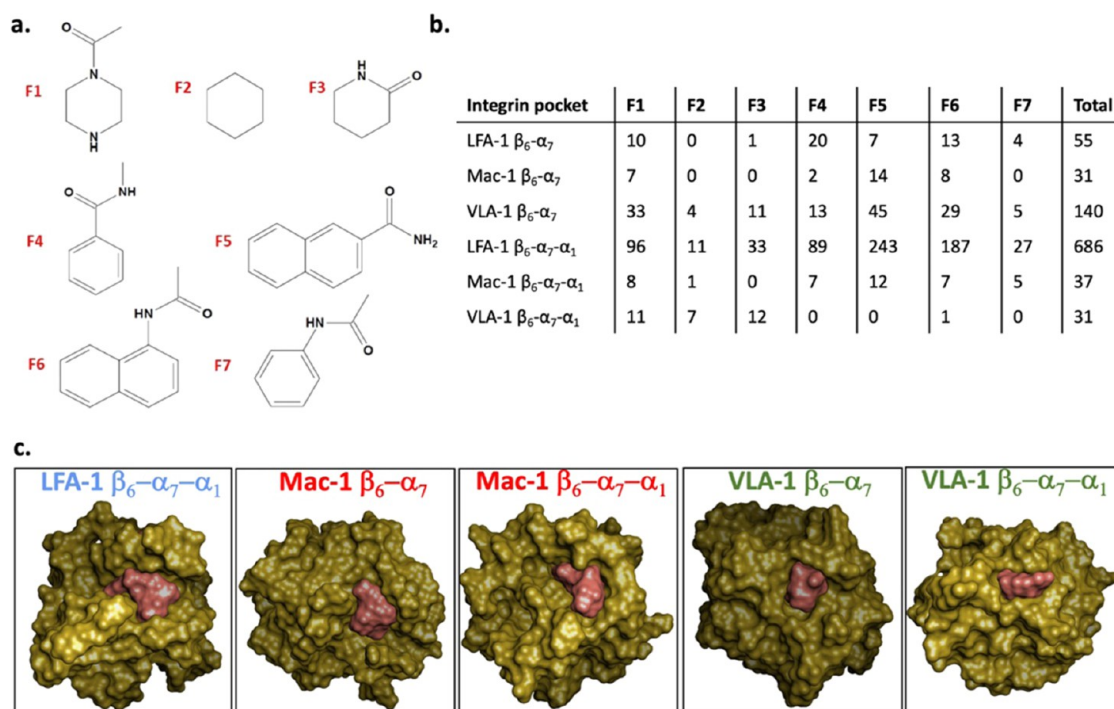 a.
O
N
N
H
F1
F2
H
N
O
F3
O
NH
F4
O
NH₂
F5
HN
O
F6
HN
O
F7
b.
Integrin pocket F1 F2 F3 F4 F5 F6 F7 Total
LFA-1 β₆-α₇ 10 0 1 20 7 13 4 55
Mac-1 β₆-α₇ 7 0 0 2 14 8 0 31
VLA-1 β₆-α₇ 33 4 11 13 45 29 5 140
LFA-1 β₆-α₇-α₁ 96 11 33 89 243 187 27 686
Mac-1 β₆-α₇-α₁ 8 1 0 7 12 7 5 37
VLA-1 β₆-α₇-α₁ 11 7 12 0 0 1 0 31
c.
LFA-1 β₆–α₇–α₁
Mac-1 β₆–α₇
Mac-1 β₆–α₇–α₁
VLA-1 β₆–α₇
VLA-1 β₆–α₇–α₁